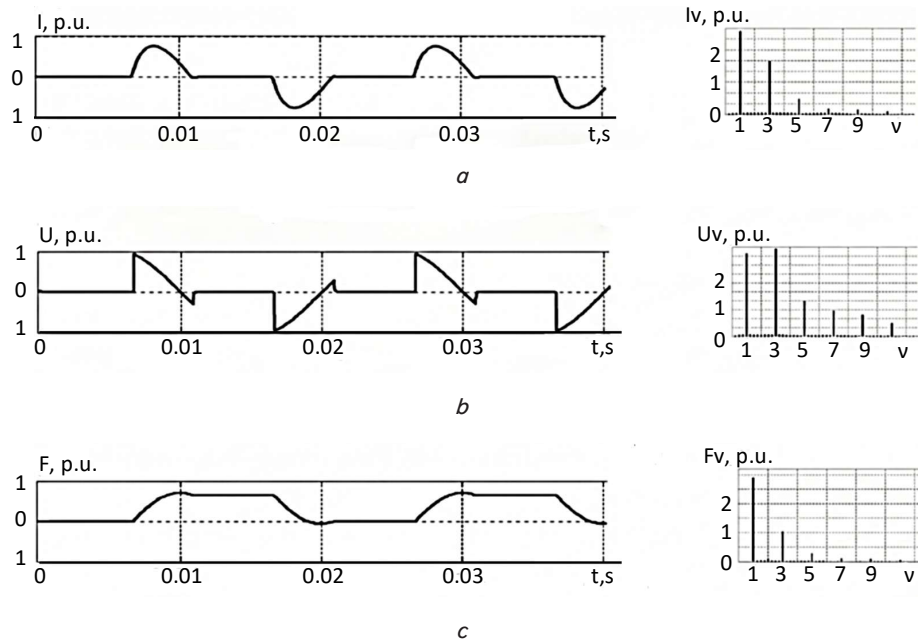 I, p.u.
1
0
1
0 0.01 0.02 0.03 t,s
Iv, p.u.
2
1
0
1 3 5 7 9 ν
a
U, p.u.
1
0
1
0 0.01 0.02 0.03 t,s
Uv, p.u.
2
1
0
1 3 5 7 9 ν
b
F, p.u.
1
0
1
0 0.01 0.02 0.03 t,s
Fv, p.u.
2
1
0
1 3 5 7 9 ν
c